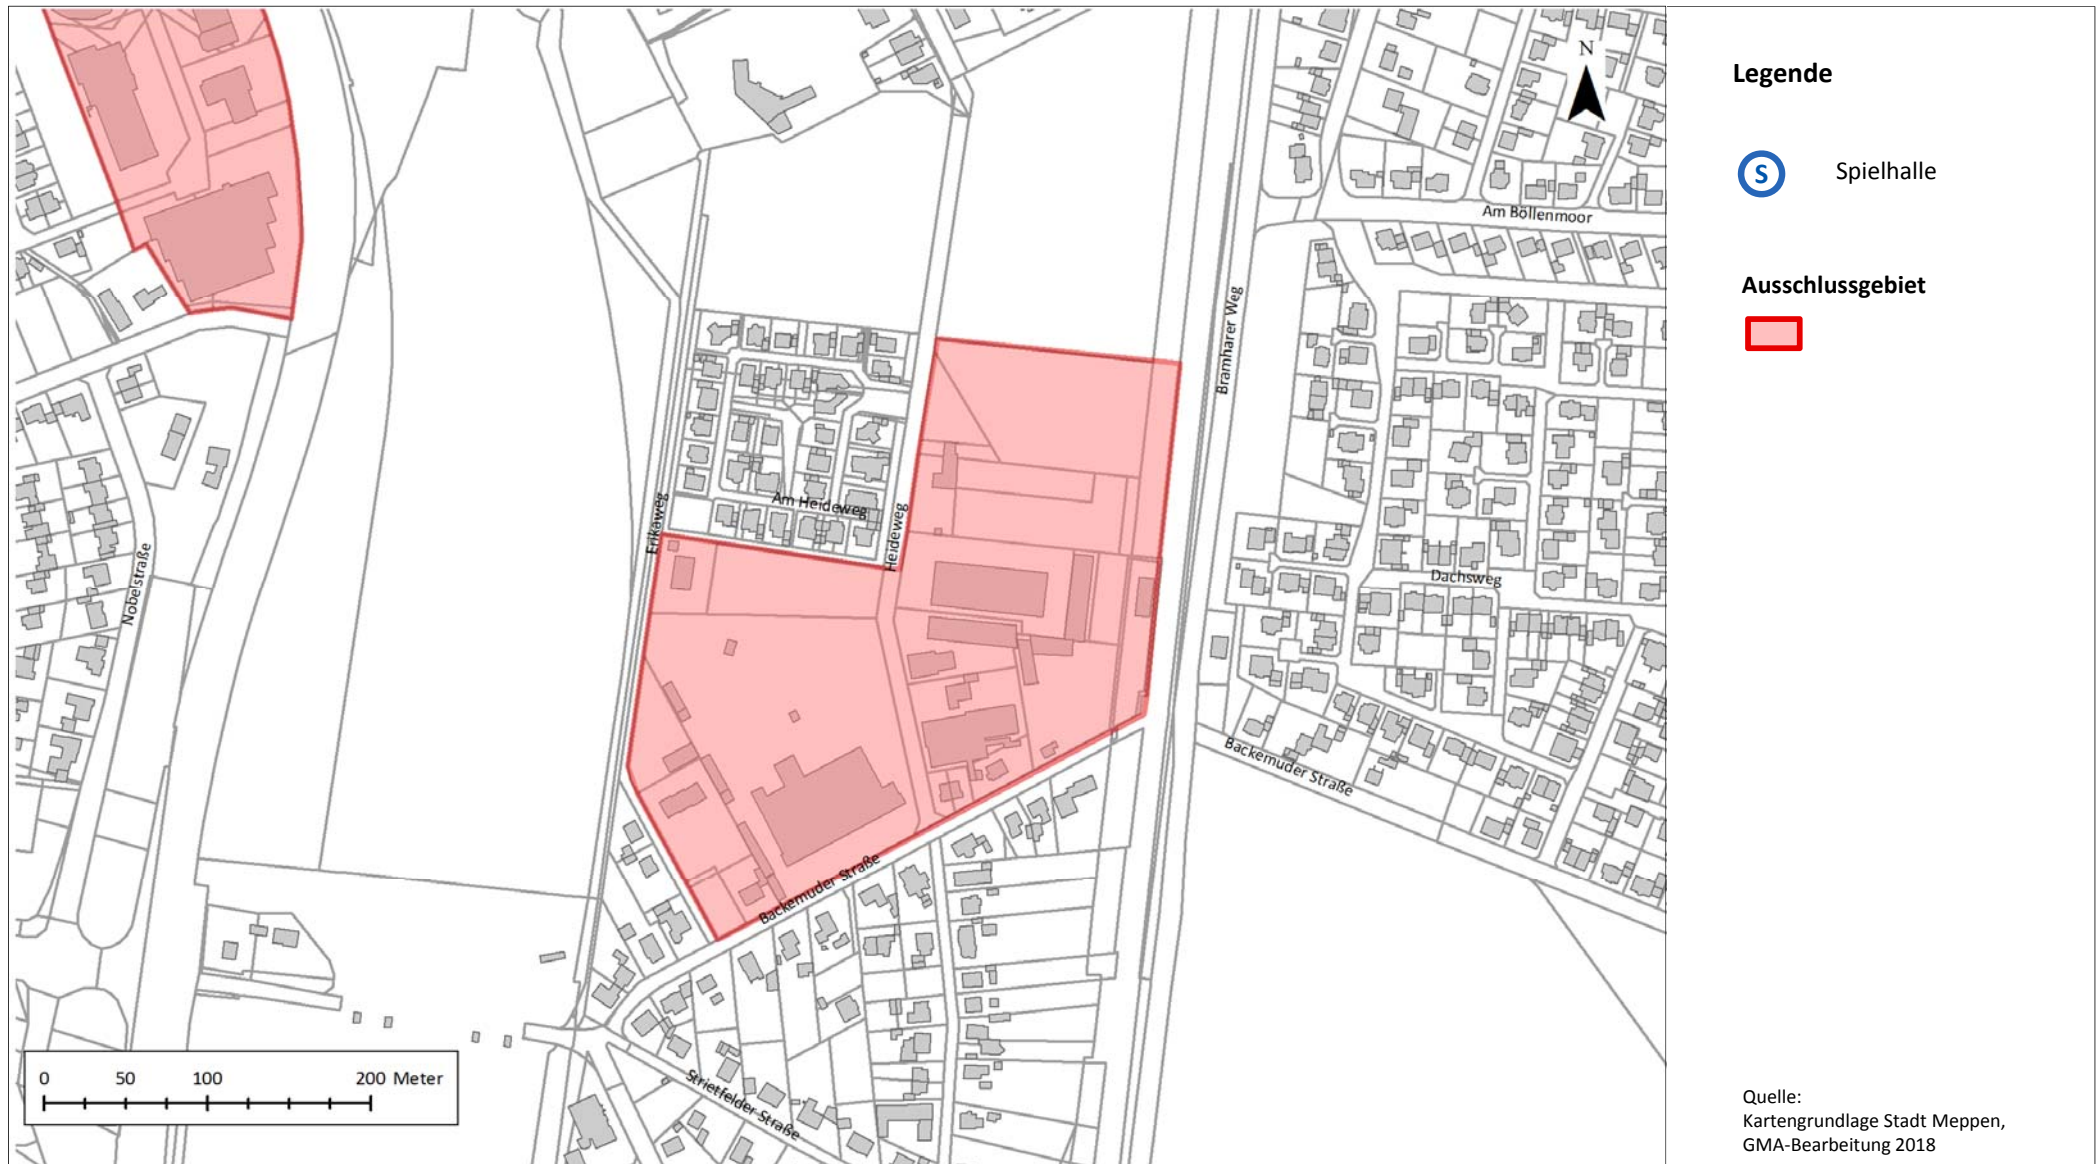 N
Am Böllenmoor
Bramharer Weg
Am Heideweg
Erikaweg
Heideweg
Nobelstraße
Dachsweg
Backemuder Straße
Backemuder Straße
Strietfelder Straße
0 50 100 200 Meter
Legende
S Spielhalle
Ausschlussgebiet
Quelle:
Kartengrundlage Stadt Meppen,
GMA-Bearbeitung 2018